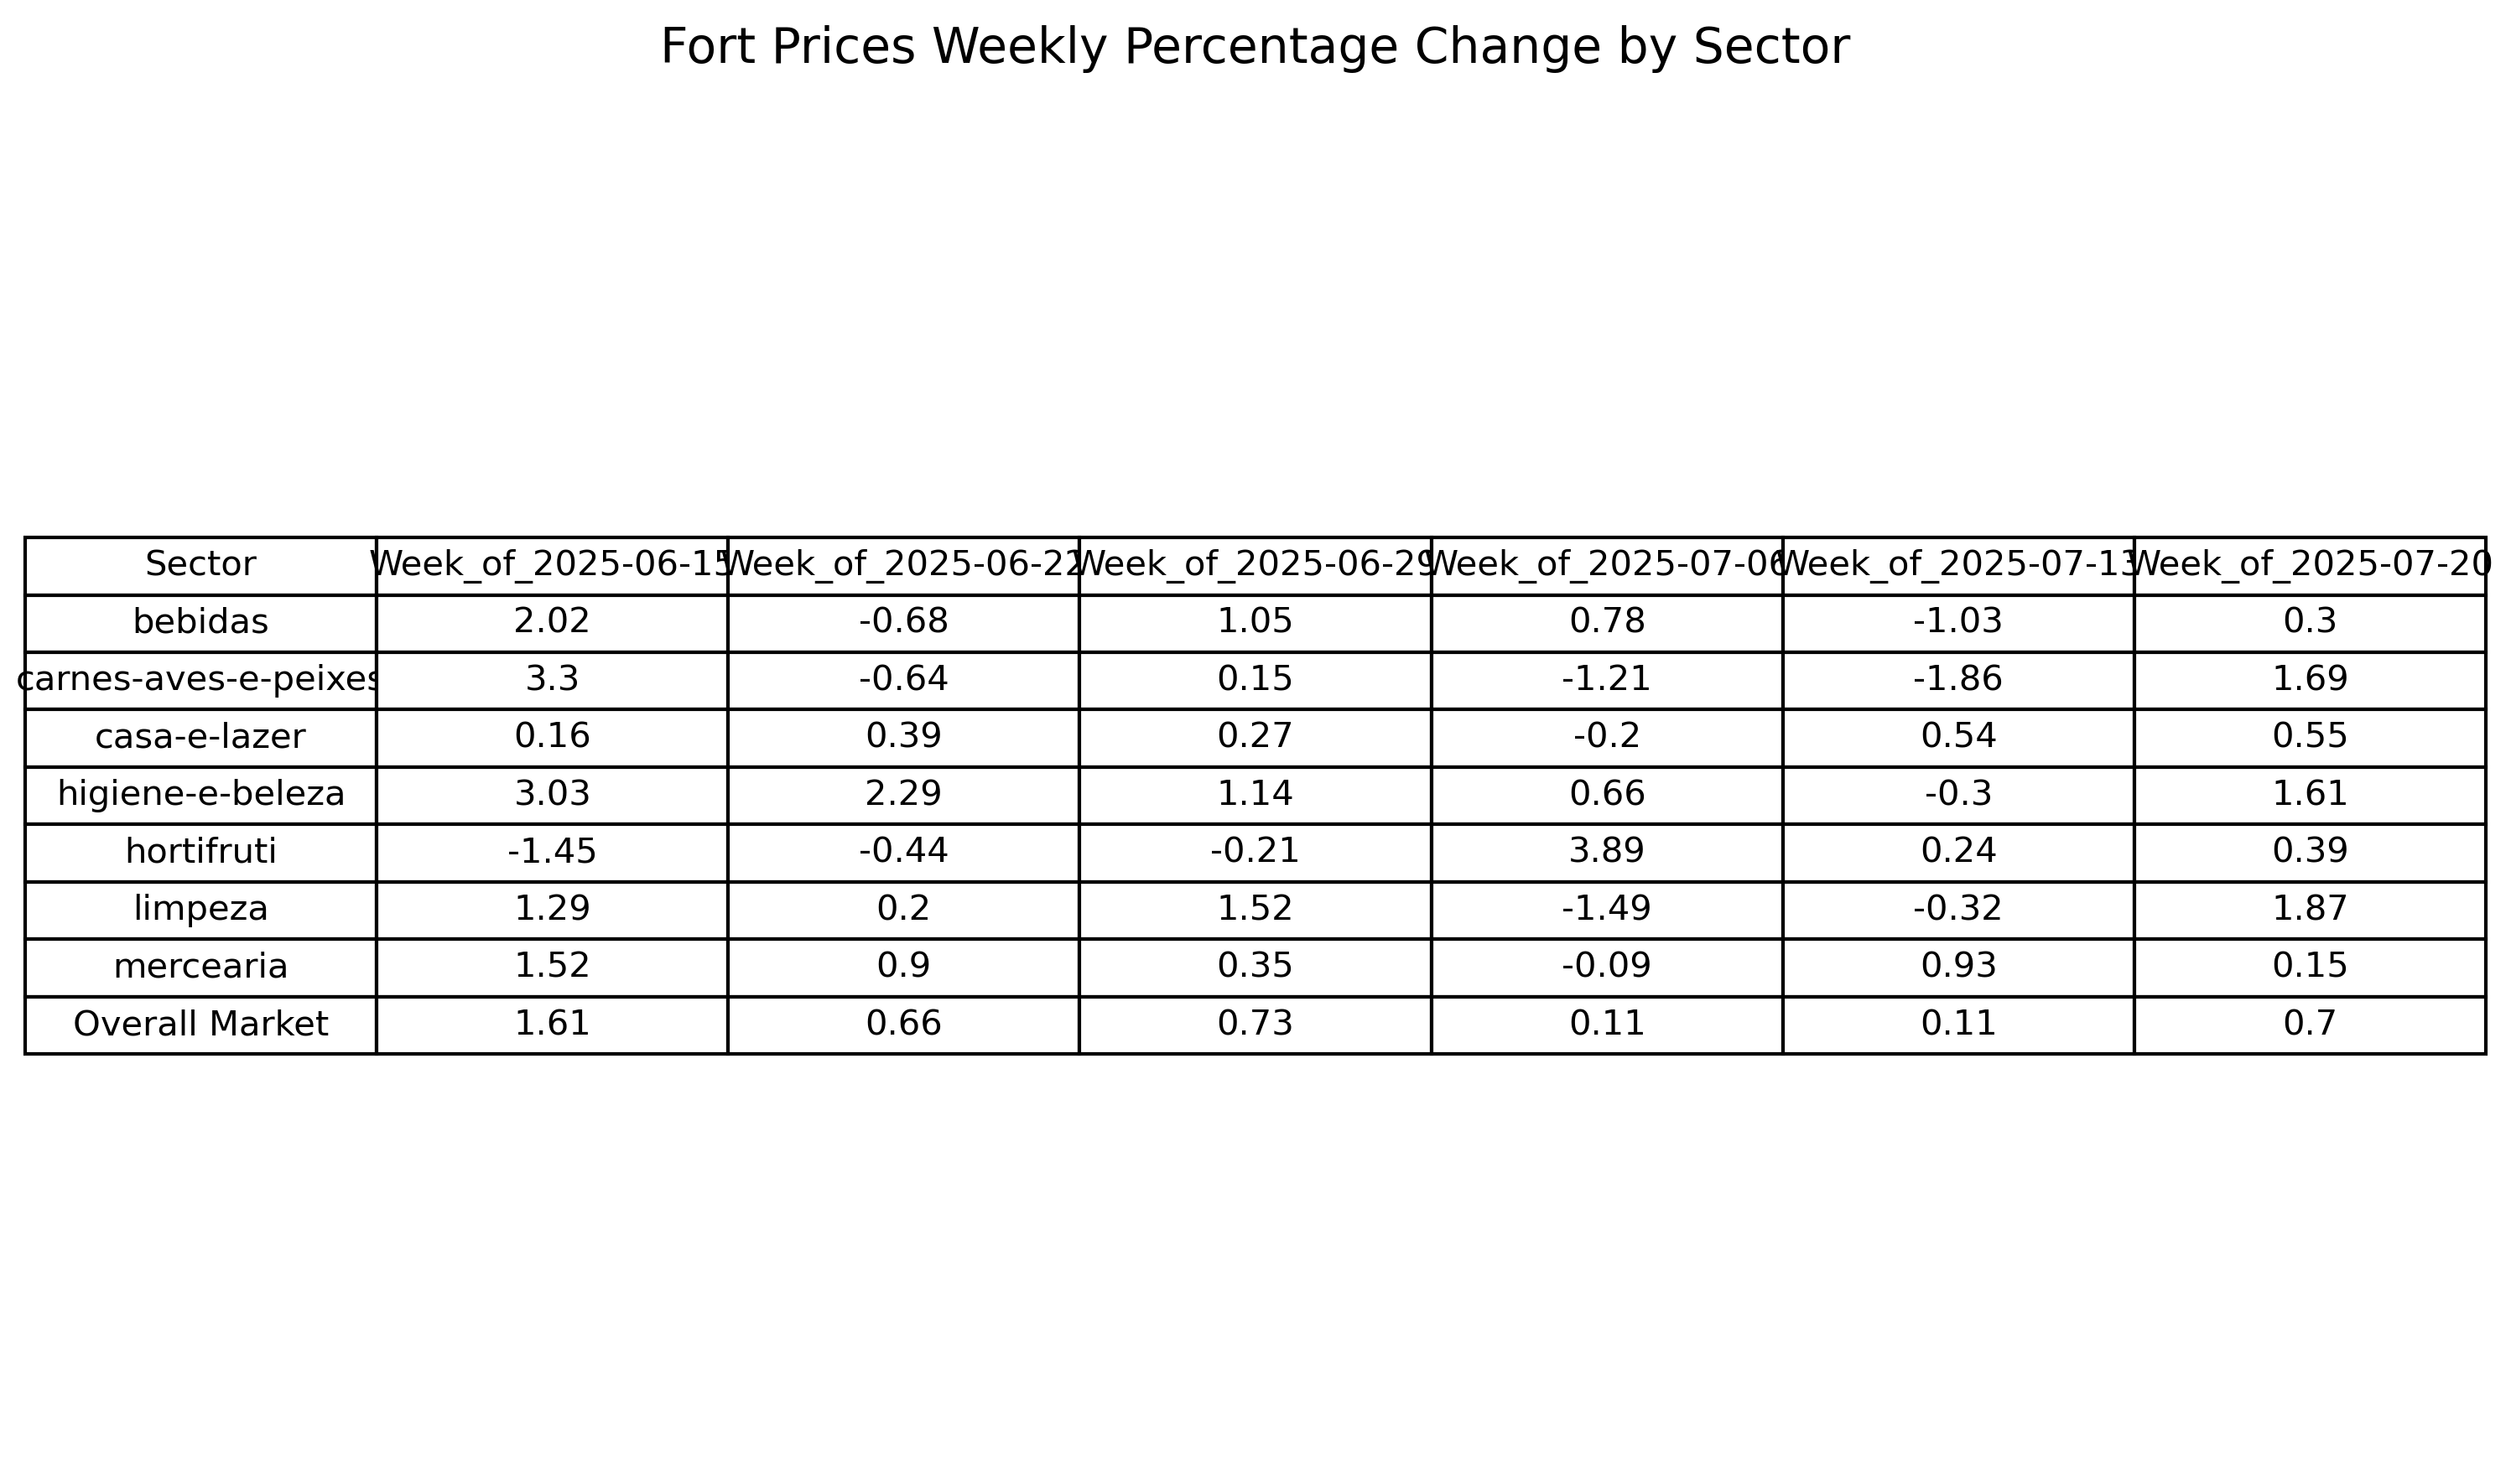 Fort Prices Weekly Percentage Change by Sector
Sector Week_of_2025-06-15 Week_of_2025-06-22 Week_of_2025-06-29 Week_of_2025-07-06 Week_of_2025-07-13 Week_of_2025-07-20
bebidas 2.02 -0.68 1.05 0.78 -1.03 0.3
carnes-aves-e-peixes 3.3 -0.64 0.15 -1.21 -1.86 1.69
casa-e-lazer 0.16 0.39 0.27 -0.2 0.54 0.55
higiene-e-beleza 3.03 2.29 1.14 0.66 -0.3 1.61
hortifruti -1.45 -0.44 -0.21 3.89 0.24 0.39
limpeza 1.29 0.2 1.52 -1.49 -0.32 1.87
mercearia 1.52 0.9 0.35 -0.09 0.93 0.15
Overall Market 1.61 0.66 0.73 0.11 0.11 0.7